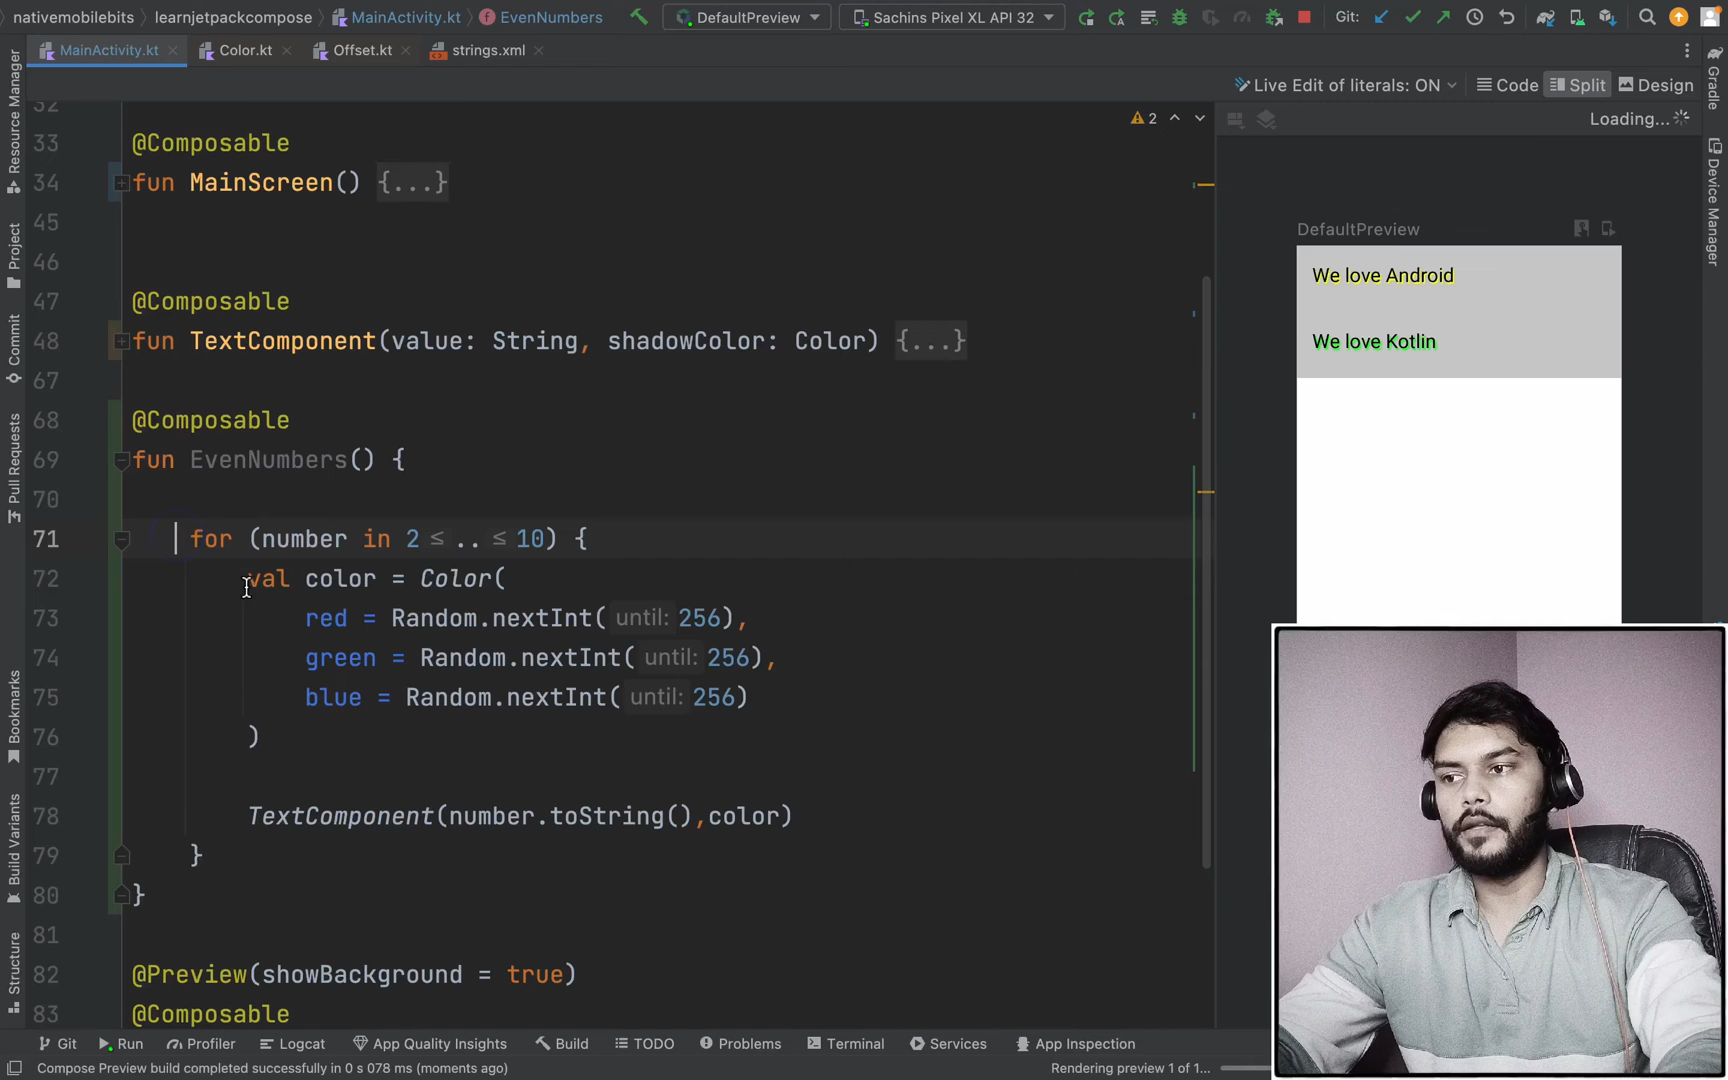 nativemobilebits learnjetpackcompose MainActivity.kt EvenNumbers DefaultPreview Sachins Pixel XL API 32 Git:
MainActivity.kt Color.kt Offset.kt strings.xml
Live Edit of literals: ON Code Split Design
2 Loading...
32
33 @Composable
34 fun MainScreen() {...}
45
46
47 @Composable
48 fun TextComponent(value: String, shadowColor: Color) {...}
67
68 @Composable
69 fun EvenNumbers() {
70
71 for (number in 2 ≤ .. ≤ 10) {
72 val color = Color(
73 red = Random.nextInt( until: 256),
74 green = Random.nextInt( until: 256),
75 blue = Random.nextInt( until: 256)
76 )
77
78 TextComponent(number.toString(),color)
79 }
80 }
81
82 @Preview(showBackground = true)
83 @Composable
DefaultPreview
We love Android
We love Kotlin
Resource Manager
Project
Commit
Pull Requests
Bookmarks
Build Variants
Structure
Gradle
Device Manager
Git Run Profiler Logcat App Quality Insights Build TODO Problems Terminal Services App Inspection
Compose Preview build completed successfully in 0 s 078 ms (moments ago) Rendering preview 1 of 1...